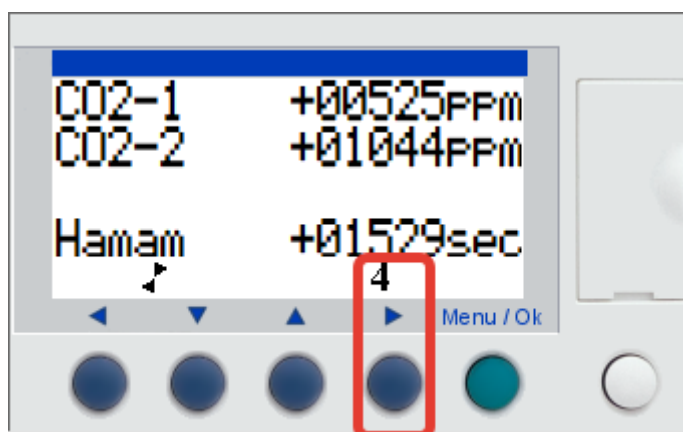 CO2-1 +00525ppm
CO2-2 +01044ppm
Hamam +01529sec
4
Menu / Ok